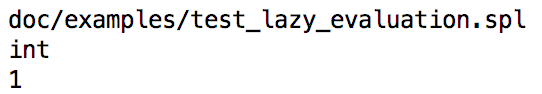 doc/examples/test_lazy_evaluation.spl
int
1